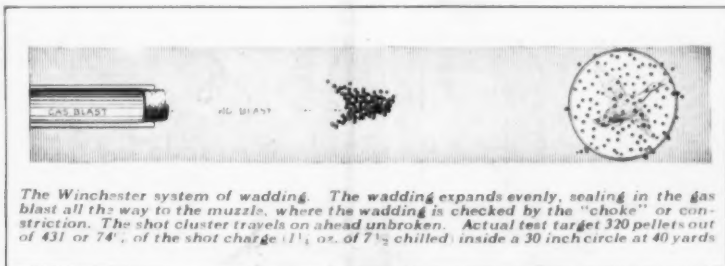 GAS BLAST BLAST
The Winchester system of wadding. The wadding expands evenly, sealing in the gas
blast all the way to the muzzle, where the wadding is checked by the "choke" or con-
striction. The shot cluster travels on ahead unbroken. Actual test target 320 pellets out
of 431 or 74% of the shot charge (1¼ oz. of 7½ chilled) inside a 30 inch circle at 40 yards